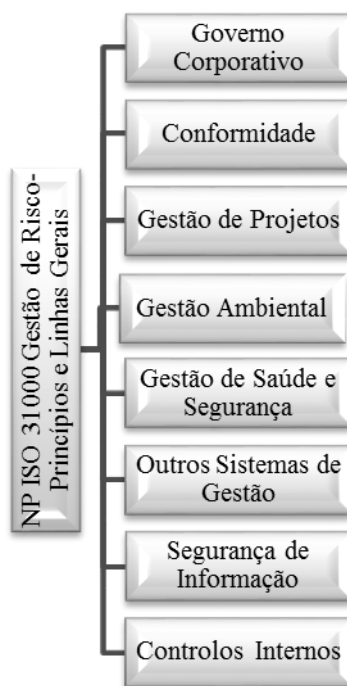 NP ISO 31000 Gestão de Risco-
Princípios e Linhas Gerais
Governo
Corporativo
Conformidade
Gestão de Projetos
Gestão Ambiental
Gestão de Saúde e
Segurança
Outros Sistemas de
Gestão
Segurança de
Informação
Controlos Internos